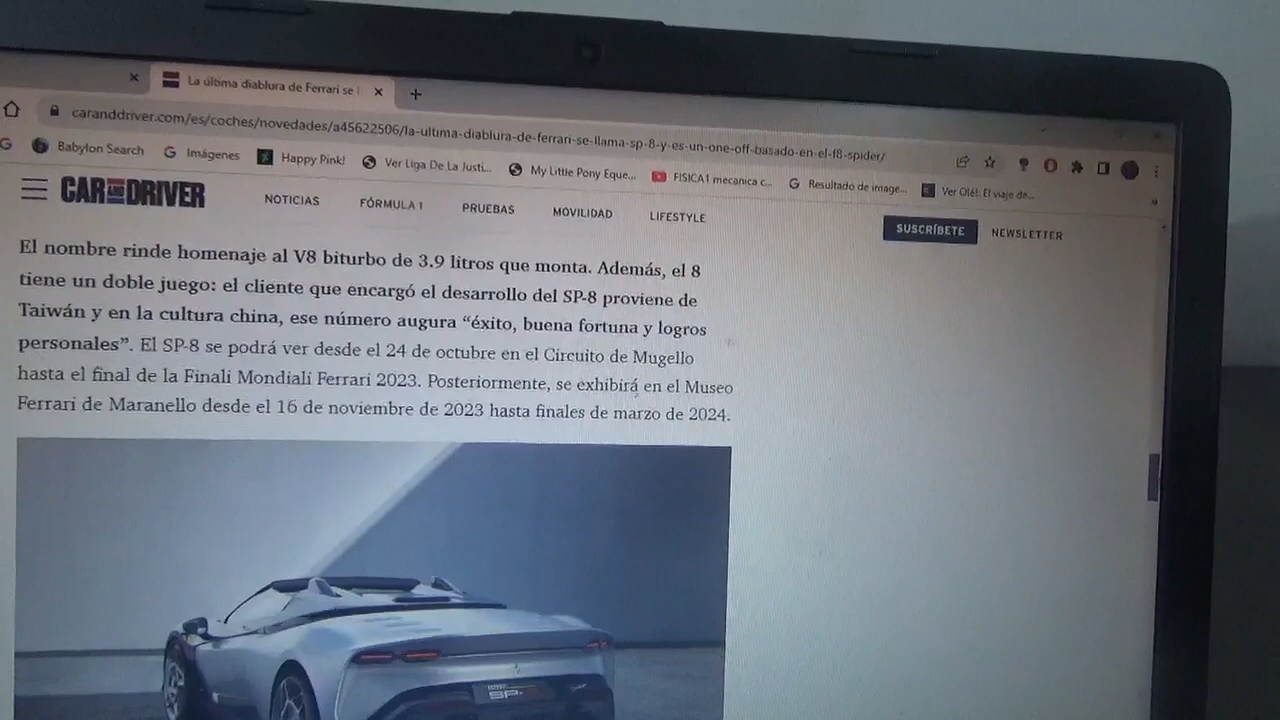 La última diablura de Ferrari se
caranddriver.com/es/coches/novedades/a45622506/la-ultima-diablura-de-ferrari-se-llama-sp-8-y-es-un-one-off-basado-en-el-f8-spider/
Babylon Search
Imágenes
Happy Pink!
Ver Liga De La Justi...
My Little Pony Eque...
FISICA1 mecanica c...
Resultado de image...
Ver Olé!: El viaje de...
CAR AND DRIVER
NOTICIAS
FÓRMULA 1
PRUEBAS
MOVILIDAD
LIFESTYLE
SUSCRÍBETE
NEWSLETTER
El nombre rinde homenaje al V8 biturbo de 3.9 litros que monta. Además, el 8
tiene un doble juego: el cliente que encargó el desarrollo del SP-8 proviene de
Taiwán y en la cultura china, ese número augura “éxito, buena fortuna y logros
personales”. El SP-8 se podrá ver desde el 24 de octubre en el Circuito de Mugello
hasta el final de la Finali Mondiali Ferrari 2023. Posteriormente, se exhibirá en el Museo
Ferrari de Maranello desde el 16 de noviembre de 2023 hasta finales de marzo de 2024.